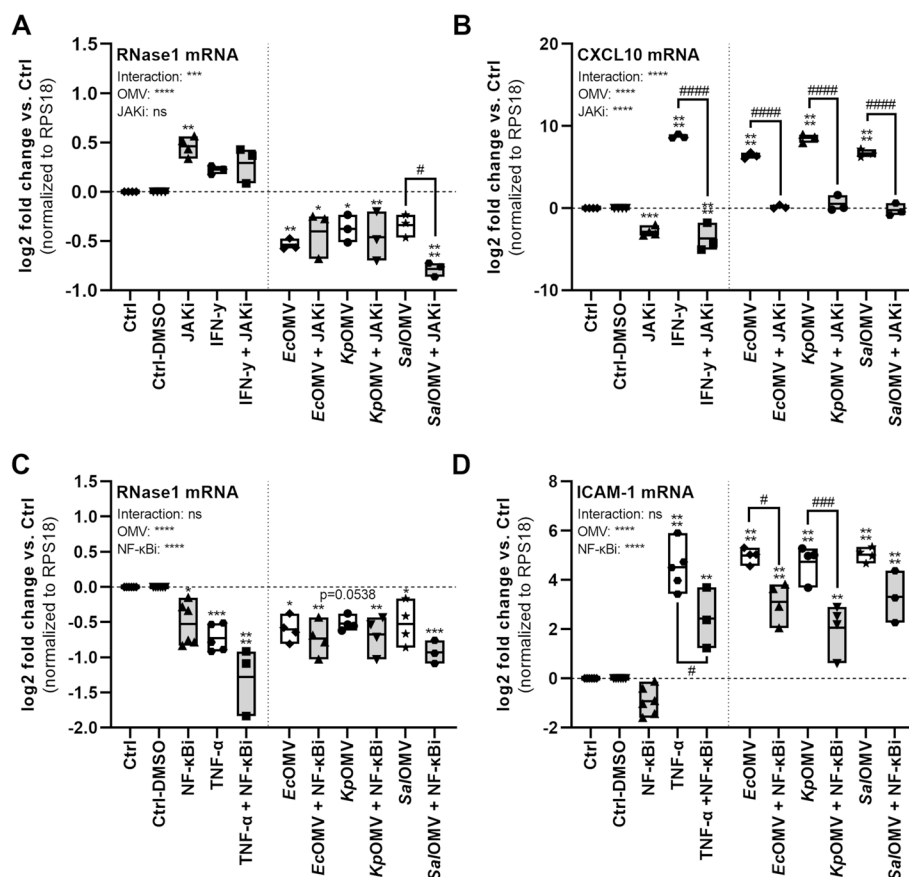 A
RNase1 mRNA
Interaction: ***
OMV: ****
JAKi: ns
log2 fold change vs. Ctrl
(normalized to RPS18)
1.5
1.0
0.5
0.0
-0.5
-1.0
**
**
*
*
**
#
**
**
Ctrl
Ctrl-DMSO
JAKi
IFN-y
IFN-y + JAKi
EcOMV
EcOMV + JAKi
KpOMV
KpOMV + JAKi
SalOMV
SalOMV + JAKi
B
CXCL10 mRNA
Interaction: ****
OMV: ****
JAKi: ****
log2 fold change vs. Ctrl
(normalized to RPS18)
20
10
0
-10
***
####
**
**
**
**
####
**
**
####
**
**
####
**
**
Ctrl
Ctrl-DMSO
JAKi
IFN-y
IFN-y + JAKi
EcOMV
EcOMV + JAKi
KpOMV
KpOMV + JAKi
SalOMV
SalOMV + JAKi
C
RNase1 mRNA
Interaction: ns
OMV: ****
NF-κBi: ****
log2 fold change vs. Ctrl
(normalized to RPS18)
1.5
1.0
0.5
0.0
-0.5
-1.0
-1.5
-2.0
*
***
**
**
*
**
p=0.0538
**
*
***
Ctrl
Ctrl-DMSO
NF-κBi
TNF-α
TNF-α + NF-κBi
EcOMV
EcOMV + NF-κBi
KpOMV
KpOMV + NF-κBi
SalOMV
SalOMV + NF-κBi
D
ICAM-1 mRNA
Interaction: ns
OMV: ****
NF-κBi: ****
log2 fold change vs. Ctrl
(normalized to RPS18)
8
6
4
2
0
-2
**
**
**
#
#
**
**
**
**
###
**
**
**
**
**
**
**
Ctrl
Ctrl-DMSO
NF-κBi
TNF-α
TNF-α +NF-κBi
EcOMV
EcOMV + NF-κBi
KpOMV
KpOMV + NF-κBi
SalOMV
SalOMV + NF-κBi